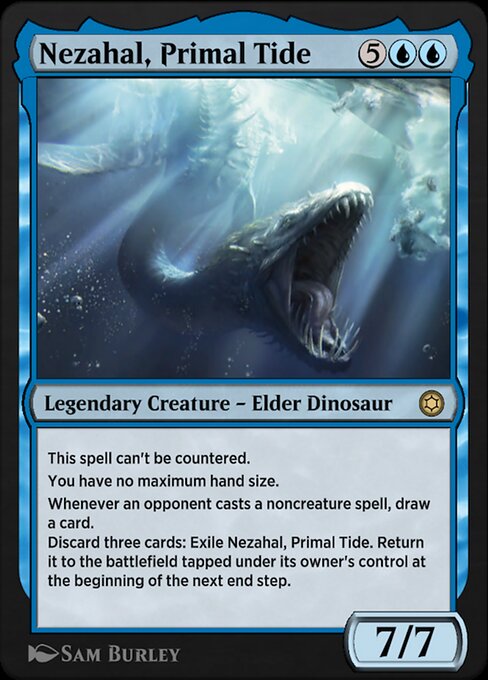 Nezahal, Primal Tide 5
Legendary Creature – Elder Dinosaur
This spell can't be countered.
You have no maximum hand size.
Whenever an opponent casts a noncreature spell, draw
a card.
Discard three cards: Exile Nezahal, Primal Tide. Return
it to the battlefield tapped under its owner's control at
the beginning of the next end step.
7/7
Sam Burley